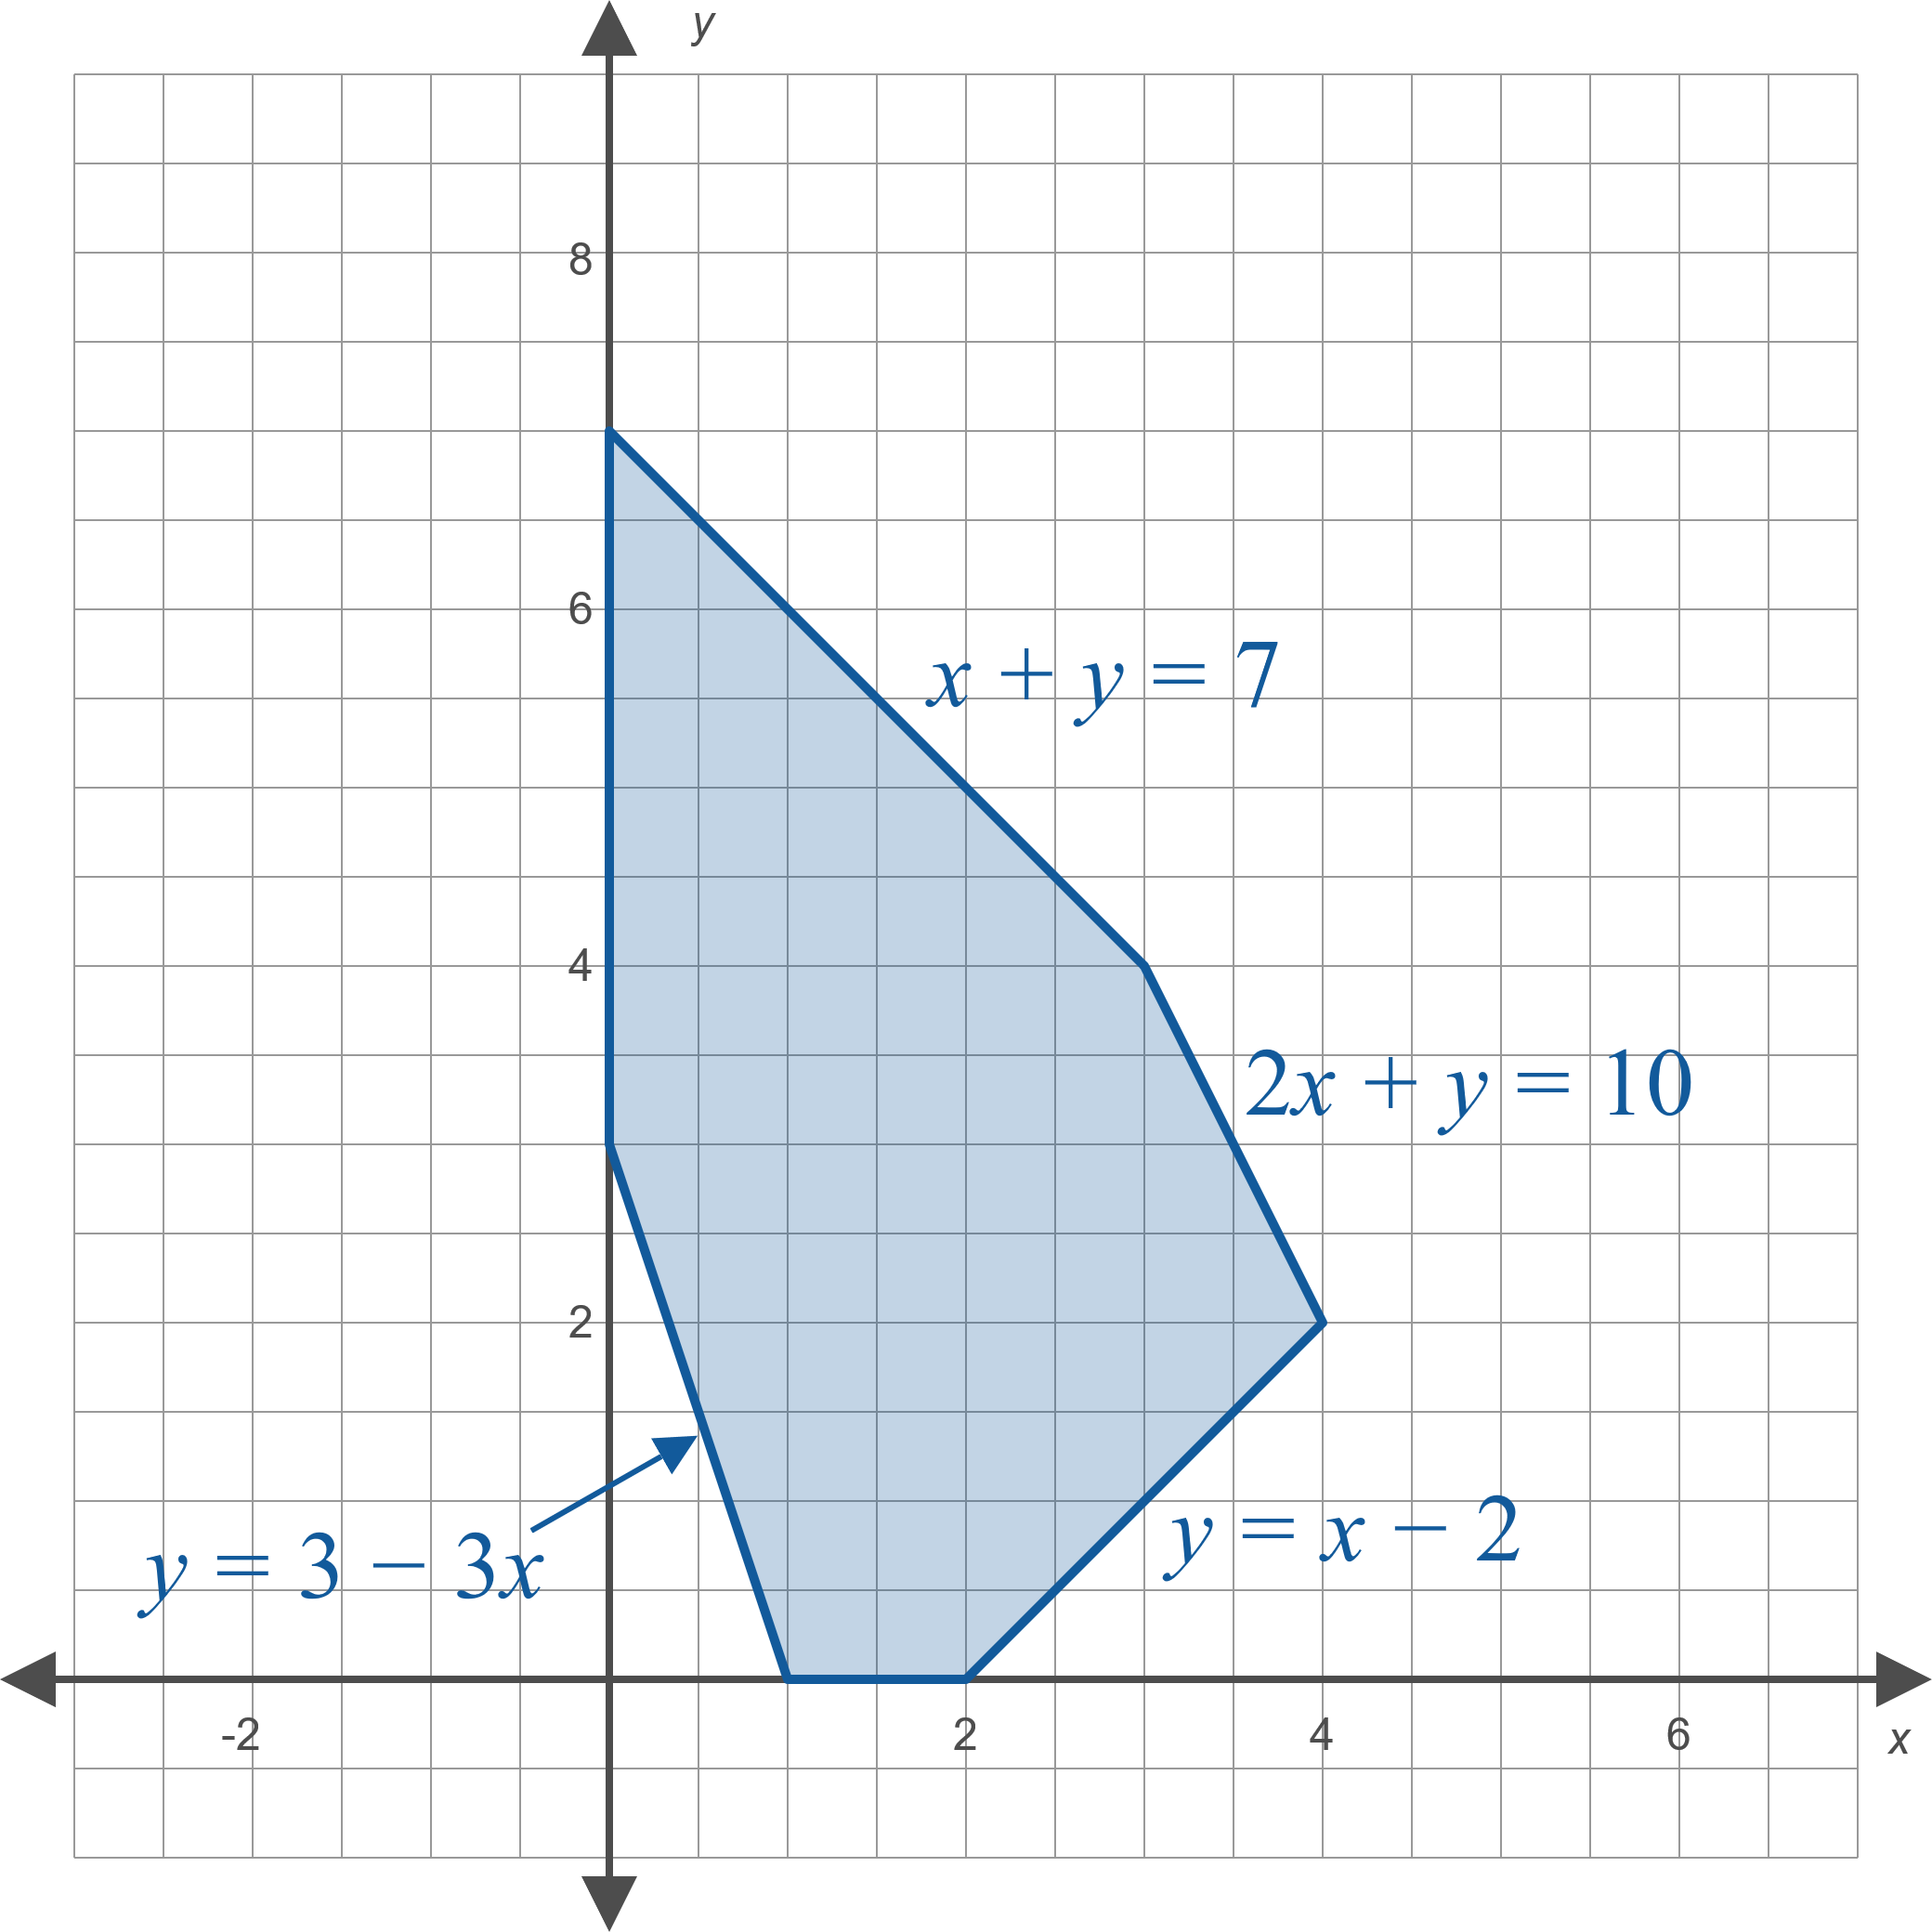 y
8
6
x + y = 7
4
2x + y = 10
2
y = x − 2
y = 3 − 3x
-2 2 4 6 x